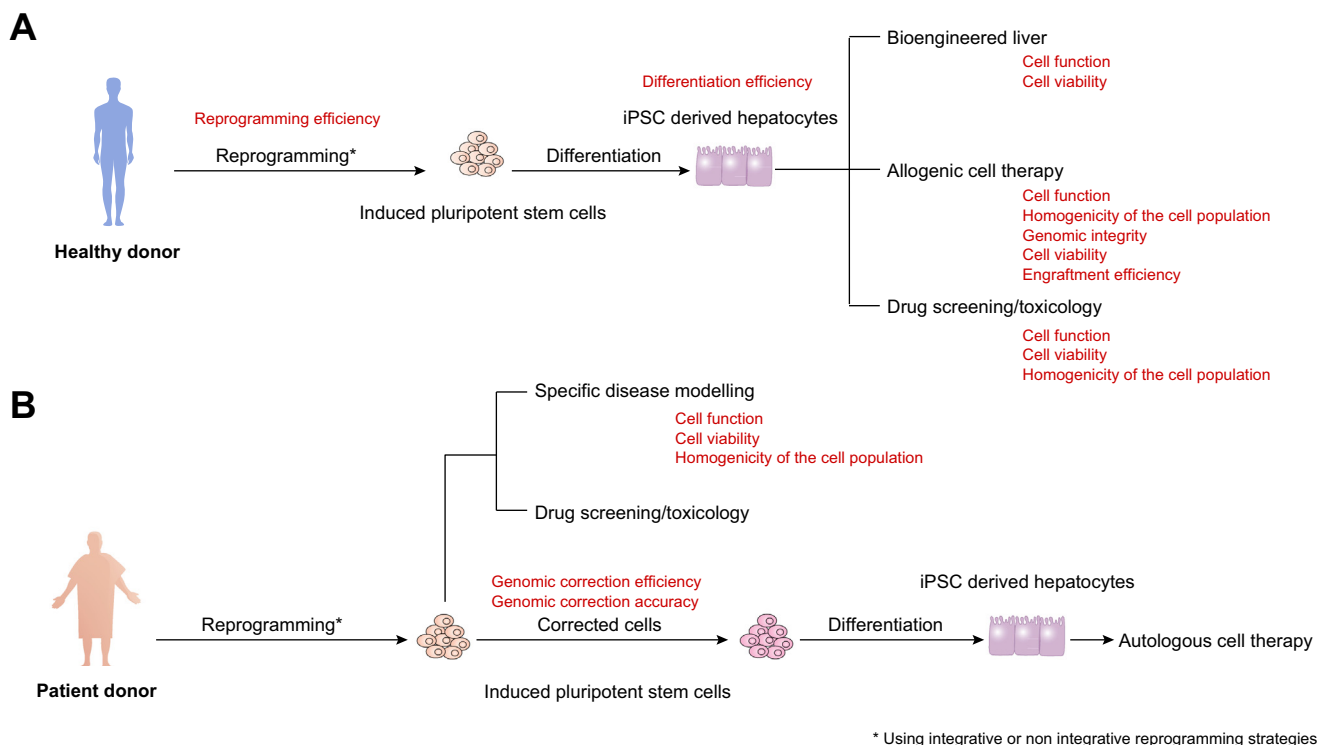 A
Healthy donor
Reprogramming efficiency
Reprogramming*
Induced pluripotent stem cells
Differentiation
Differentiation efficiency
iPSC derived hepatocytes
Bioengineered liver
Cell function
Cell viability
Allogenic cell therapy
Cell function
Homogenicity of the cell population
Genomic integrity
Cell viability
Engraftment efficiency
Drug screening/toxicology
Cell function
Cell viability
Homogenicity of the cell population
B
Patient donor
Reprogramming*
Specific disease modelling
Cell function
Cell viability
Homogenicity of the cell population
Drug screening/toxicology
Genomic correction efficiency
Genomic correction accuracy
Corrected cells
Induced pluripotent stem cells
Differentiation
iPSC derived hepatocytes
Autologous cell therapy
* Using integrative or non integrative reprogramming strategies